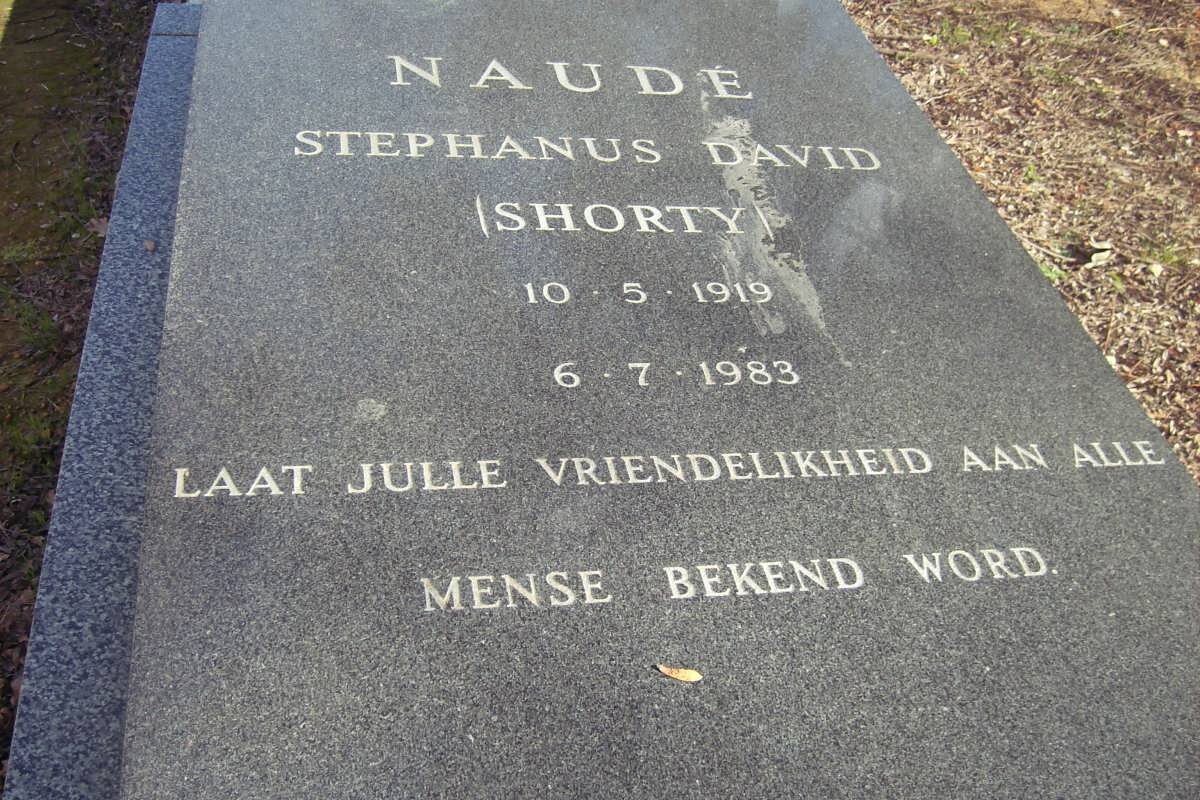 NAUDÉ
STEPHANUS DAVID
(SHORTY)
10 · 5 · 1919
6 · 7 · 1983
LAAT JULLE VRIENDELIKHEID AAN ALLE
MENSE BEKEND WORD.